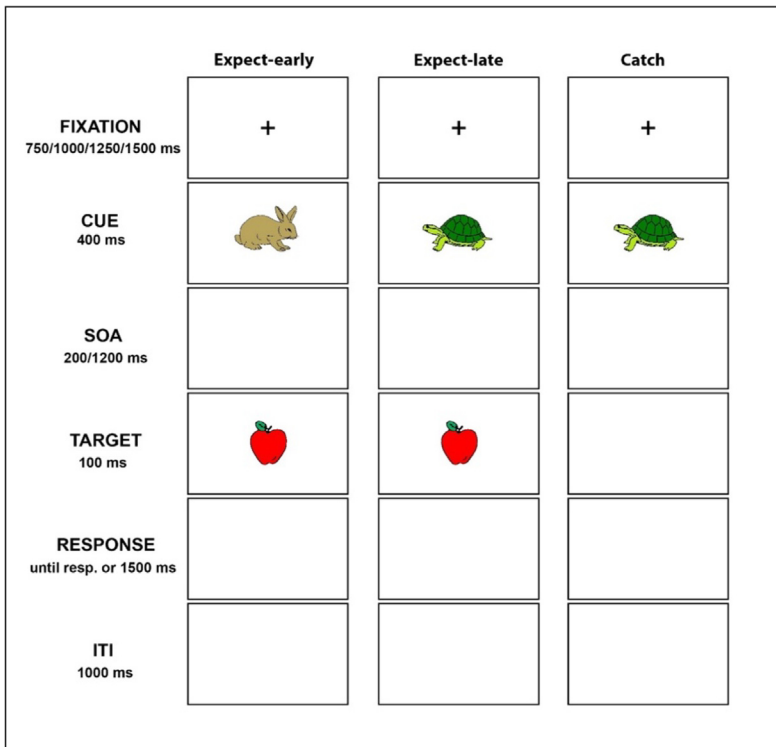 Expect-early Expect-late Catch
FIXATION
750/1000/1250/1500 ms
+ + +
CUE
400 ms
SOA
200/1200 ms
TARGET
100 ms
RESPONSE
until resp. or 1500 ms
ITI
1000 ms